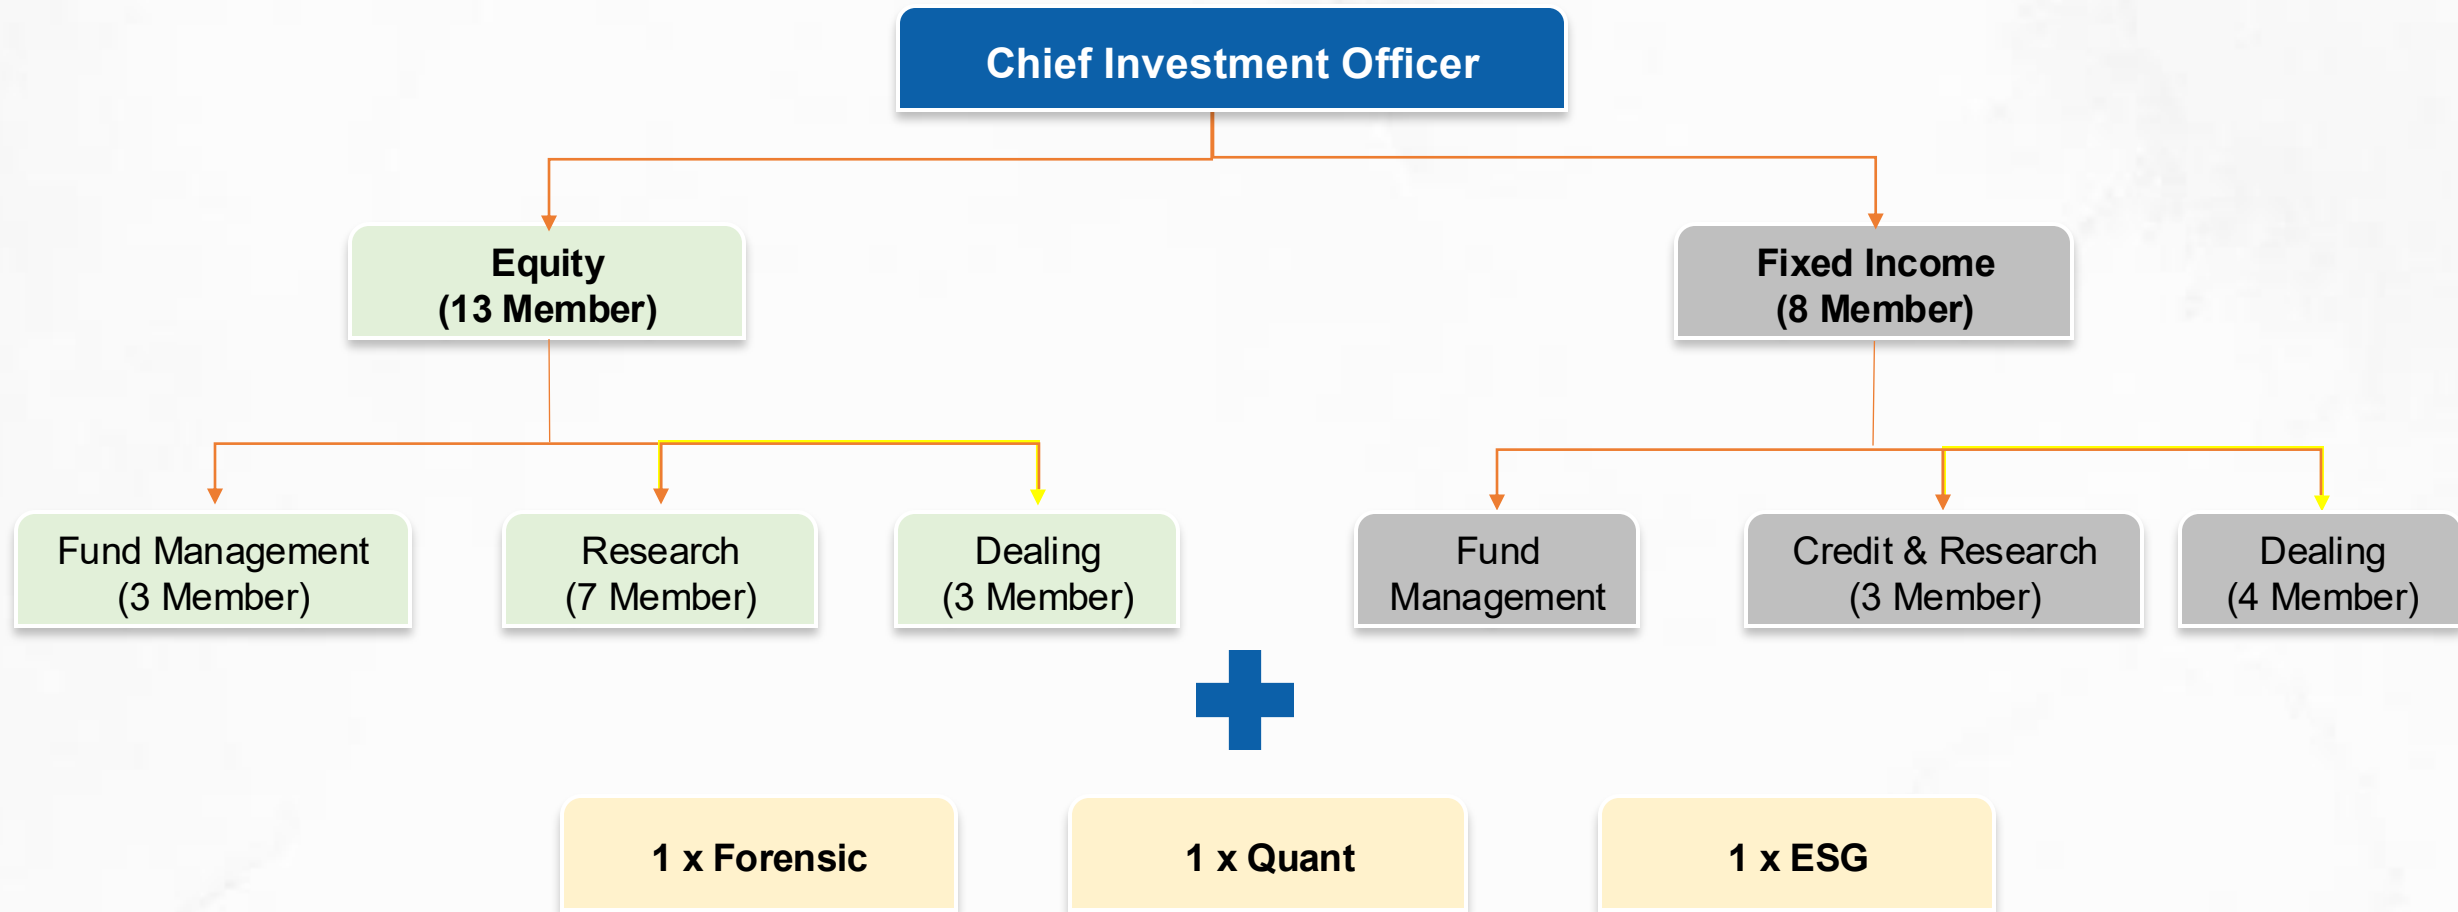 Chief Investment Officer
Equity
(13 Member)
Fixed Income
(8 Member)
Fund Management
(3 Member)
Research
(7 Member)
Dealing
(3 Member)
Fund
Management
Credit & Research
(3 Member)
Dealing
(4 Member)
1 x Forensic
1 x Quant
1 x ESG